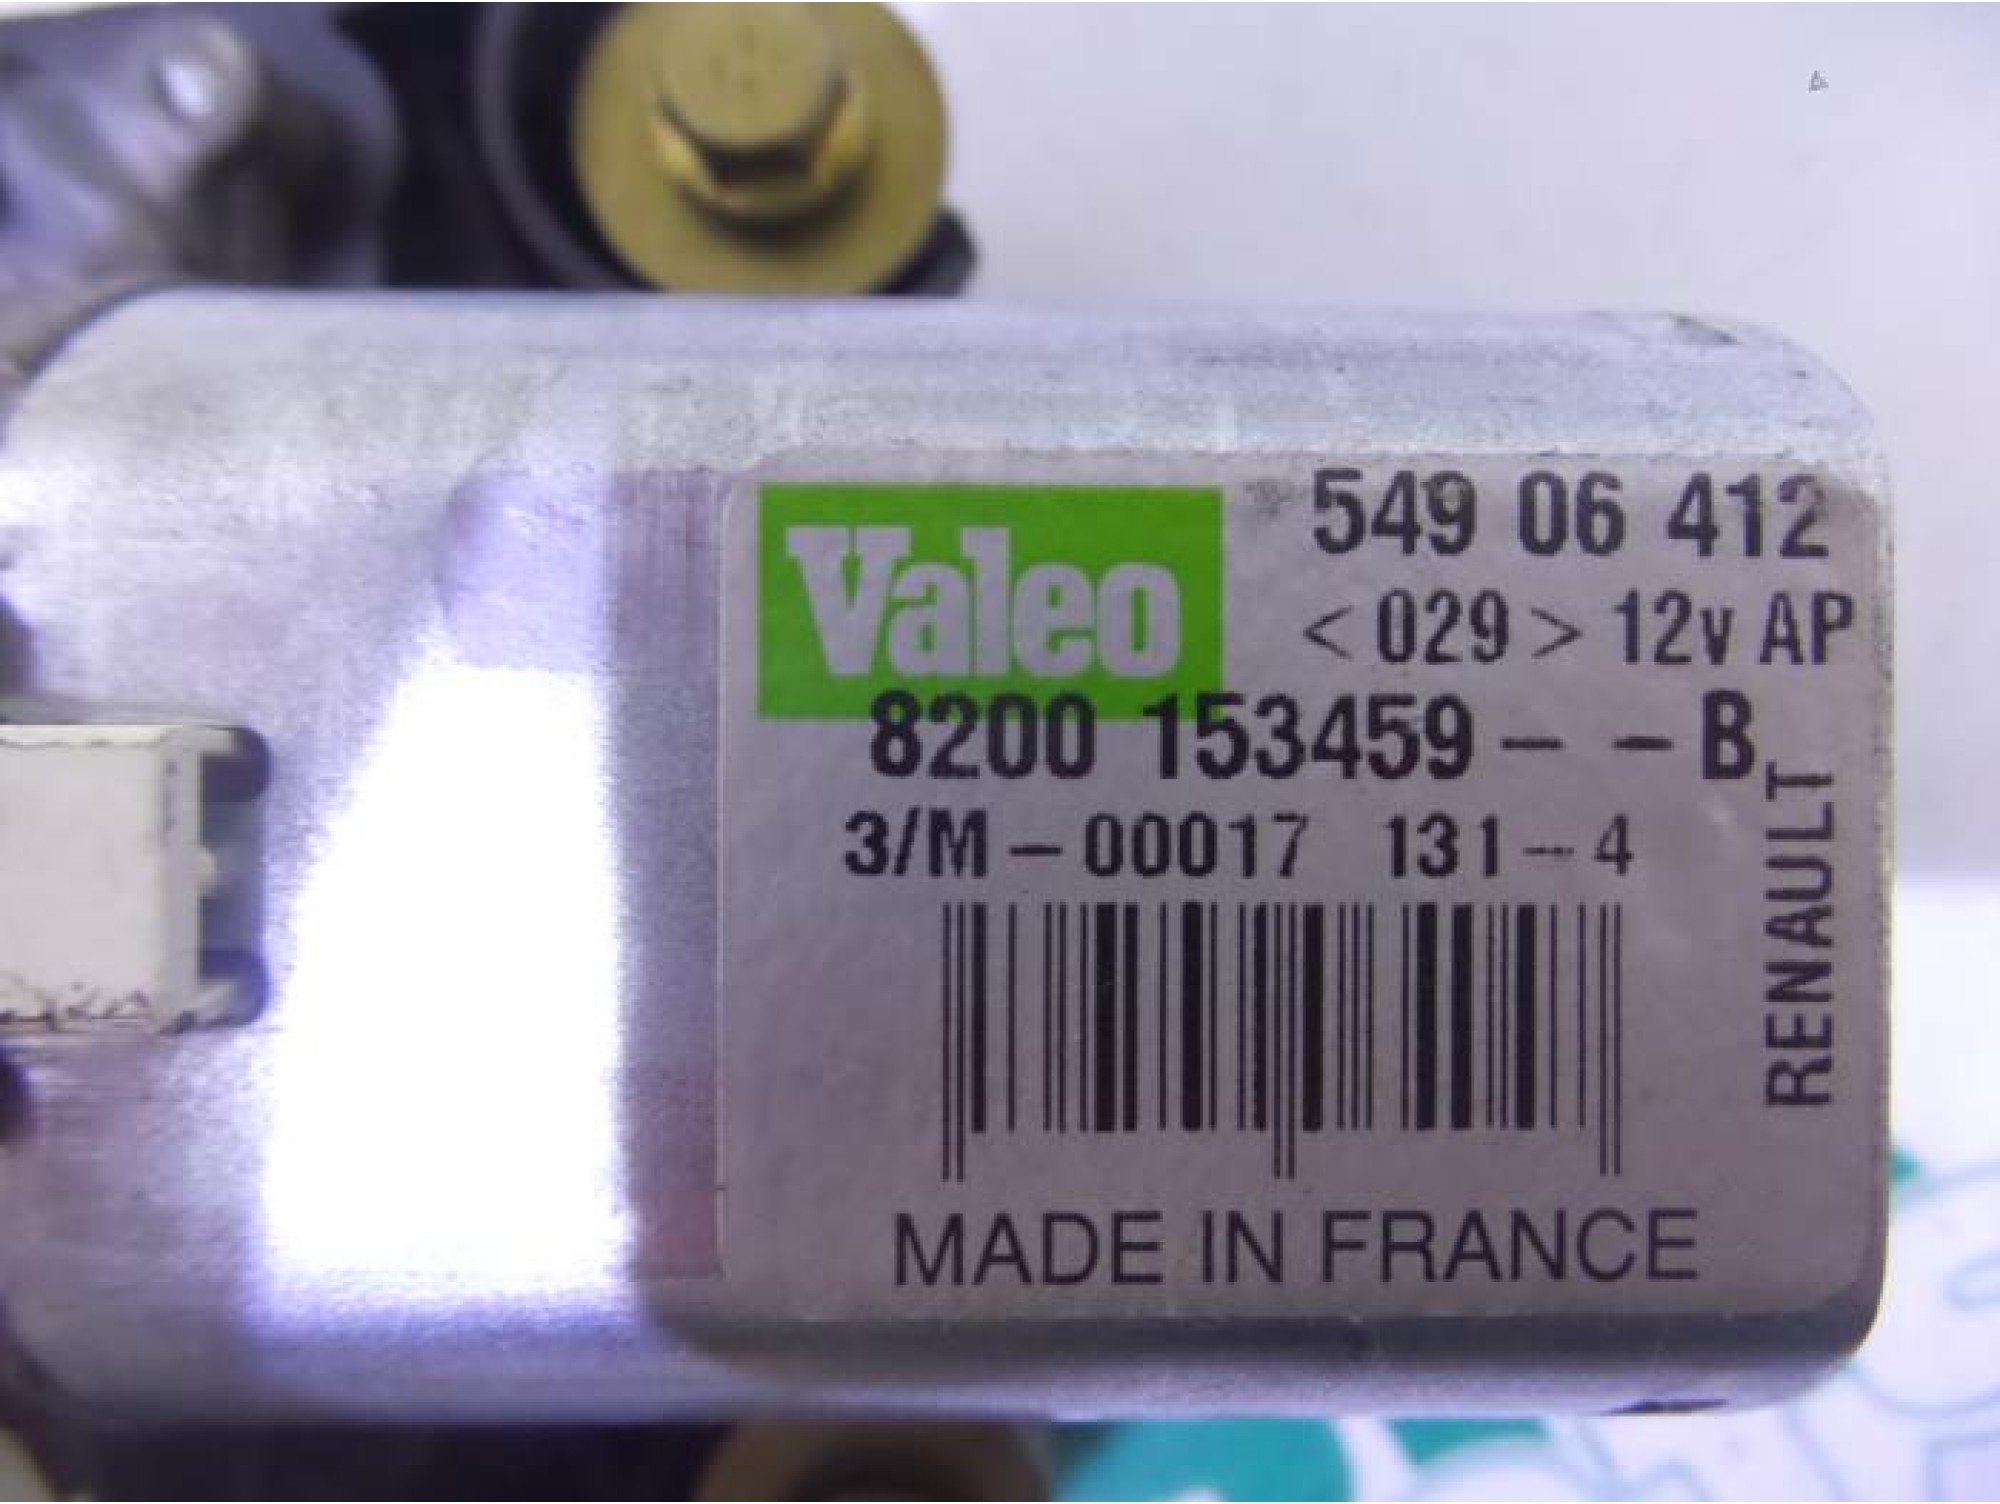 Valeo
549 06 412
<029> 12v AP
8200 153459 - - B
3/M - 00017 131 - 4
RENAULT
MADE IN FRANCE